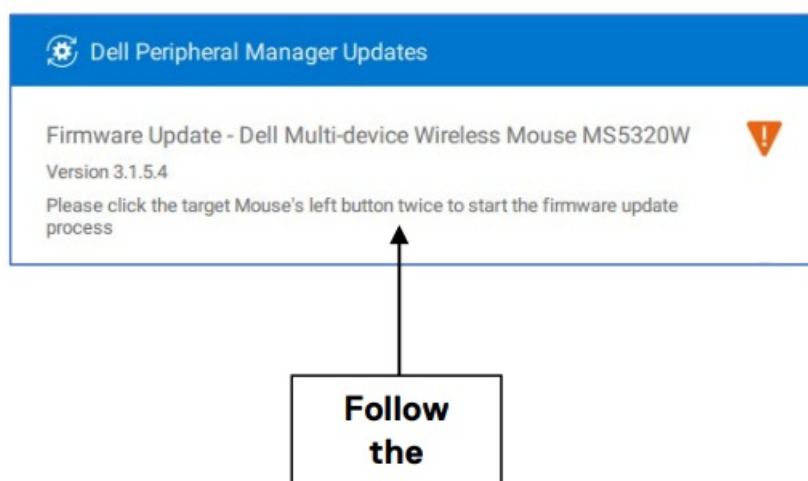 Dell Peripheral Manager Updates
Firmware Update - Dell Multi-device Wireless Mouse MS5320W
Version 3.1.5.4
Please click the target Mouse's left button twice to start the firmware update
process
Follow
the